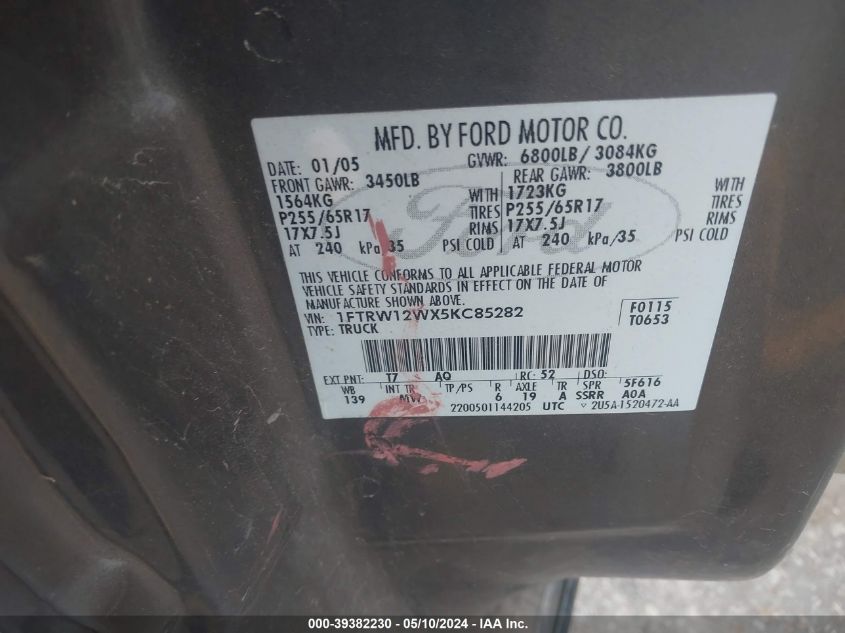 MFD. BY FORD MOTOR CO.
DATE: 01/05 GVWR: 6800LB/ 3084KG
FRONT GAWR: 3450LB REAR GAWR: 3800LB
1564KG WITH 1723KG WITH
P255/65R17 TIRES P255/65R17 TIRES
17X7.5J RIMS 17X7.5J RIMS
AT 240 kPa/35 PSI COLD AT 240 kPa/35 PSI COLD
Ford
THIS VEHICLE CONFORMS TO ALL APPLICABLE FEDERAL MOTOR
VEHICLE SAFETY STANDARDS IN EFFECT ON THE DATE OF
MANUFACTURE SHOWN ABOVE.
VIN: 1FTRW12WX5KC85282 F0115
TYPE: TRUCK T0653
EXT PNT: T7 AQ RC: 52 DSO:
WB INT TR TP/PS R AXLE TR SPR 5F616
139 MW 6 19 A SSRR A0A
2200501144205 UTC 2U5A-1520472-AA
000-39382230 - 05/10/2024 - IAA Inc.